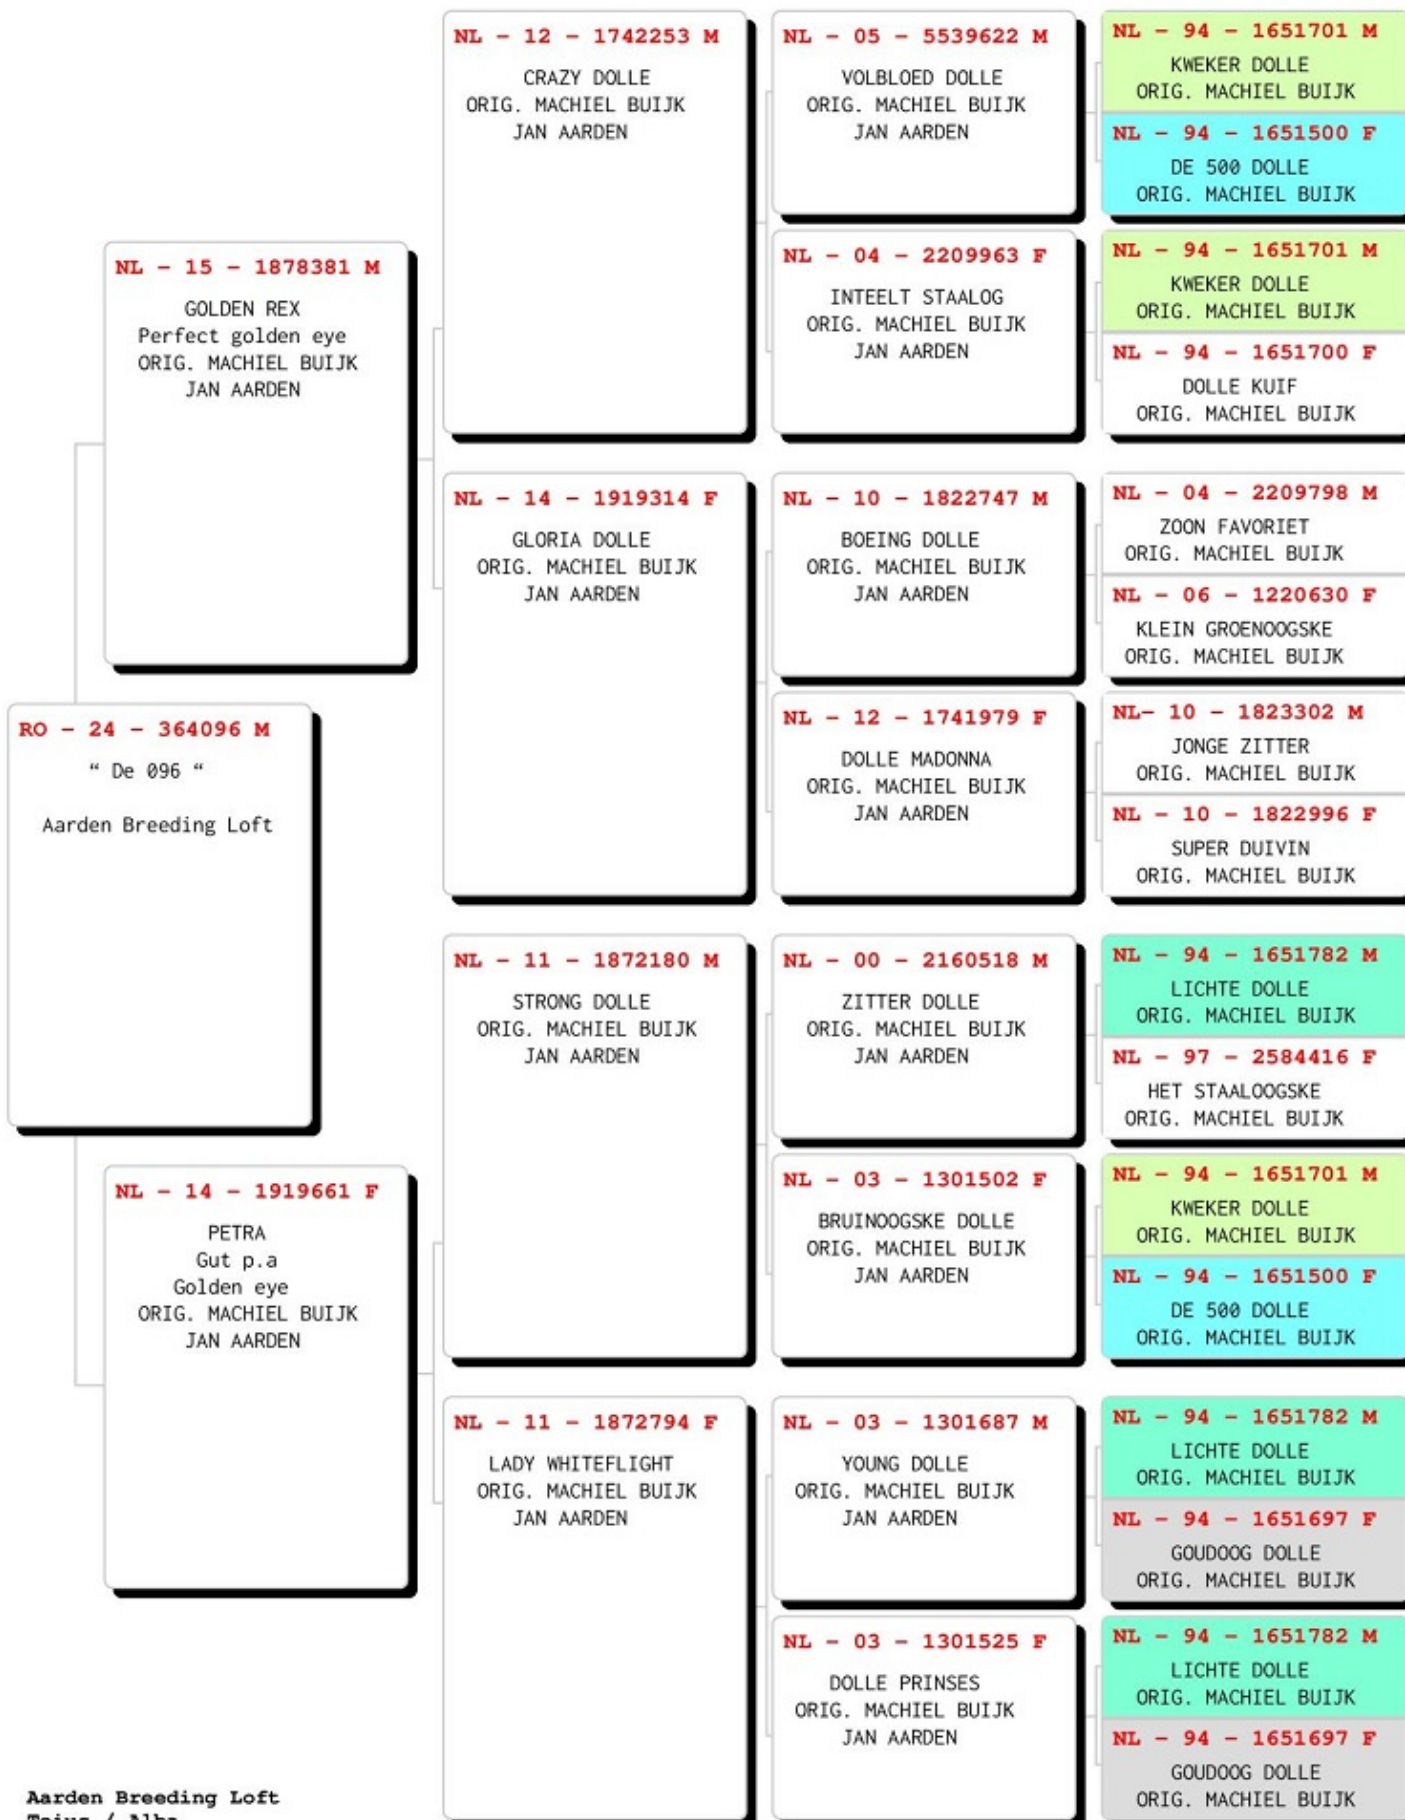 RO - 24 - 364096 M
“ De 096 “
Aarden Breeding Loft
NL - 15 - 1878381 M
GOLDEN REX
Perfect golden eye
ORIG. MACHIEL BUIJK
JAN AARDEN
NL - 14 - 1919661 F
PETRA
Gut p.a
Golden eye
ORIG. MACHIEL BUIJK
JAN AARDEN
NL - 12 - 1742253 M
CRAZY DOLLE
ORIG. MACHIEL BUIJK
JAN AARDEN
NL - 14 - 1919314 F
GLORIA DOLLE
ORIG. MACHIEL BUIJK
JAN AARDEN
NL - 11 - 1872180 M
STRONG DOLLE
ORIG. MACHIEL BUIJK
JAN AARDEN
NL - 11 - 1872794 F
LADY WHITEFLIGHT
ORIG. MACHIEL BUIJK
JAN AARDEN
NL - 05 - 5539622 M
VOLBLOED DOLLE
ORIG. MACHIEL BUIJK
JAN AARDEN
NL - 04 - 2209963 F
INTEELT STAALOG
ORIG. MACHIEL BUIJK
JAN AARDEN
NL - 10 - 1822747 M
BOEING DOLLE
ORIG. MACHIEL BUIJK
JAN AARDEN
NL - 12 - 1741979 F
DOLLE MADONNA
ORIG. MACHIEL BUIJK
JAN AARDEN
NL - 00 - 2160518 M
ZITTER DOLLE
ORIG. MACHIEL BUIJK
JAN AARDEN
NL - 03 - 1301502 F
BRUINOOGSKE DOLLE
ORIG. MACHIEL BUIJK
JAN AARDEN
NL - 03 - 1301687 M
YOUNG DOLLE
ORIG. MACHIEL BUIJK
JAN AARDEN
NL - 03 - 1301525 F
DOLLE PRINSES
ORIG. MACHIEL BUIJK
JAN AARDEN
NL - 94 - 1651701 M
KWEKER DOLLE
ORIG. MACHIEL BUIJK
NL - 94 - 1651500 F
DE 500 DOLLE
ORIG. MACHIEL BUIJK
NL - 94 - 1651701 M
KWEKER DOLLE
ORIG. MACHIEL BUIJK
NL - 94 - 1651700 F
DOLLE KUIF
ORIG. MACHIEL BUIJK
NL - 04 - 2209798 M
ZOON FAVORIET
ORIG. MACHIEL BUIJK
NL - 06 - 1220630 F
KLEIN GROENOOGSKE
ORIG. MACHIEL BUIJK
NL- 10 - 1823302 M
JONGE ZITTER
ORIG. MACHIEL BUIJK
NL - 10 - 1822996 F
SUPER DUIVIN
ORIG. MACHIEL BUIJK
NL - 94 - 1651782 M
LICHTE DOLLE
ORIG. MACHIEL BUIJK
NL - 97 - 2584416 F
HET STAALOOGSKE
ORIG. MACHIEL BUIJK
NL - 94 - 1651701 M
KWEKER DOLLE
ORIG. MACHIEL BUIJK
NL - 94 - 1651500 F
DE 500 DOLLE
ORIG. MACHIEL BUIJK
NL - 94 - 1651782 M
LICHTE DOLLE
ORIG. MACHIEL BUIJK
NL - 94 - 1651697 F
GOUDOOG DOLLE
ORIG. MACHIEL BUIJK
NL - 94 - 1651782 M
LICHTE DOLLE
ORIG. MACHIEL BUIJK
NL - 94 - 1651697 F
GOUDOOG DOLLE
ORIG. MACHIEL BUIJK
Aarden Breeding Loft
Teius / Alba